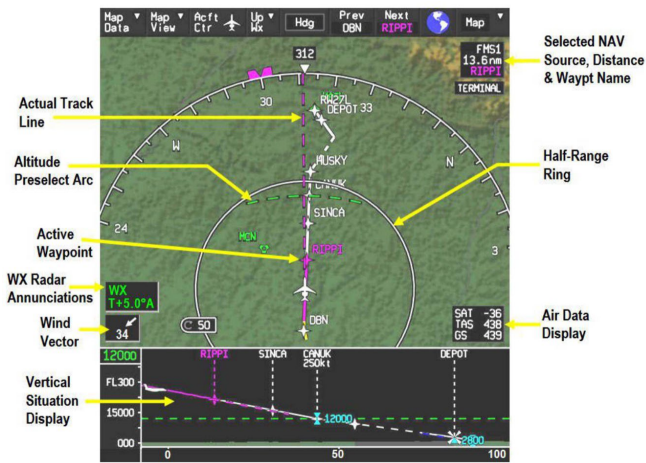 Map Data
Map View
Acft Ctr
Up Wx
Hdg
Prev DBN
Next RIPPI
Map
312
FMS1
13.6nm
RIPPI
TERMINAL
Selected NAV
Source, Distance
& Waypt Name
Actual Track
Line
30
RW27L
DEPOT
33
W
N
HUSKY
CANUK
Altitude
Preselect Arc
Half-Range
Ring
SINCA
24
MCN
RIPPI
3
Active
Waypoint
WX Radar
Annunciations
WX
T+5.0°A
Wind
Vector
34
50
DBN
SAT -36
TAS 438
GS 439
Air Data
Display
12000
RIPPI
SINCA
CANUK
250kt
DEPOT
Vertical
Situation
Display
FL300
15000
000
12000
2800
0
50
100